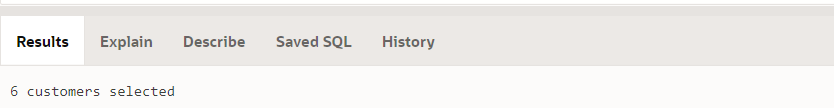 Results Explain Describe Saved SQL History
6 customers selected